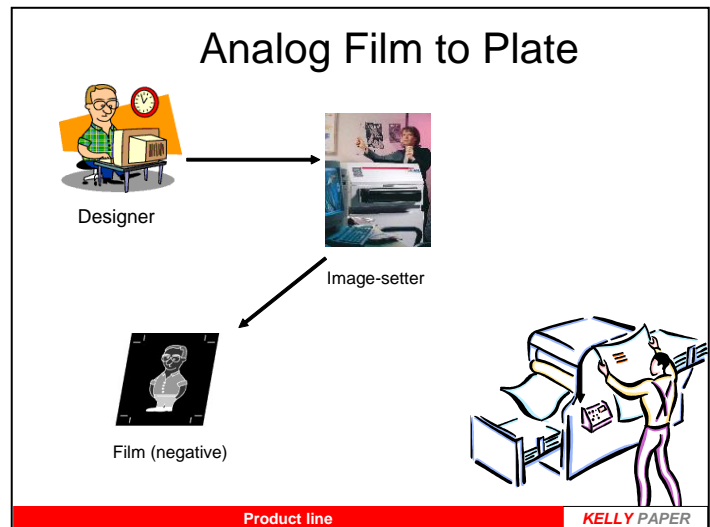 Analog Film to Plate
Designer
Image-setter
Film (negative)
Product line
KELLY PAPER